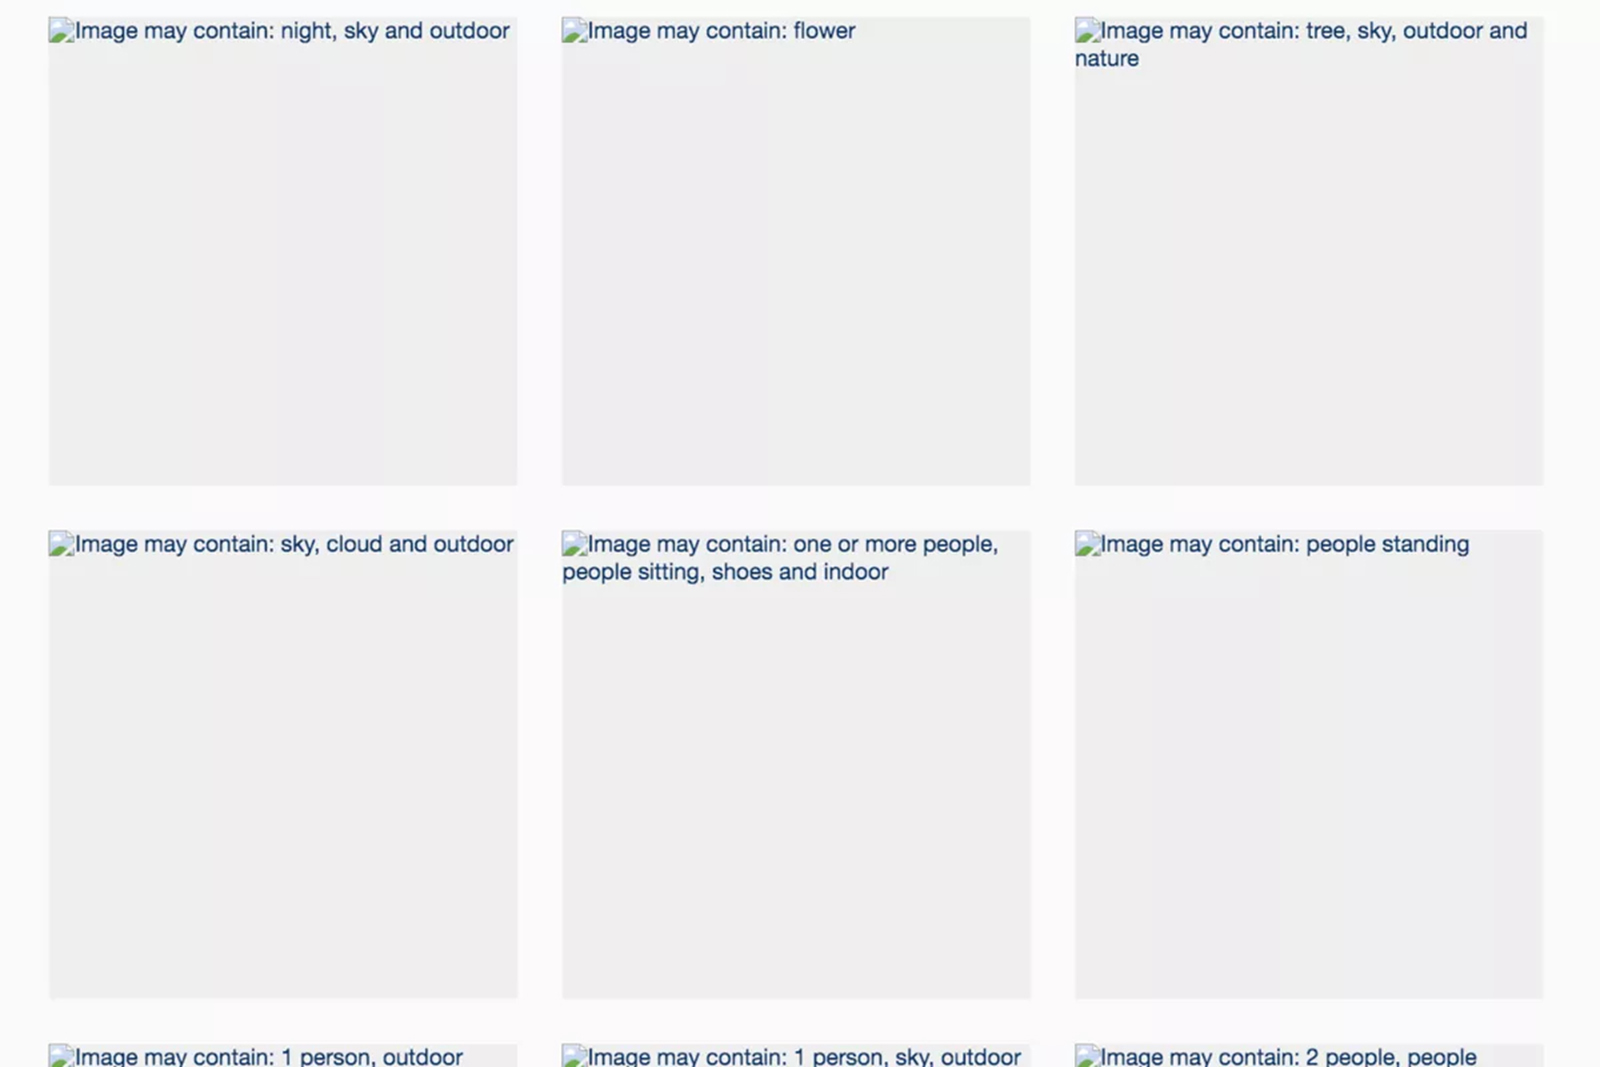 Image may contain: night, sky and outdoor
Image may contain: flower
Image may contain: tree, sky, outdoor and
nature
Image may contain: sky, cloud and outdoor
Image may contain: one or more people,
people sitting, shoes and indoor
Image may contain: people standing
Image may contain: 1 person, outdoor
Image may contain: 1 person, sky, outdoor
Image may contain: 2 people, people